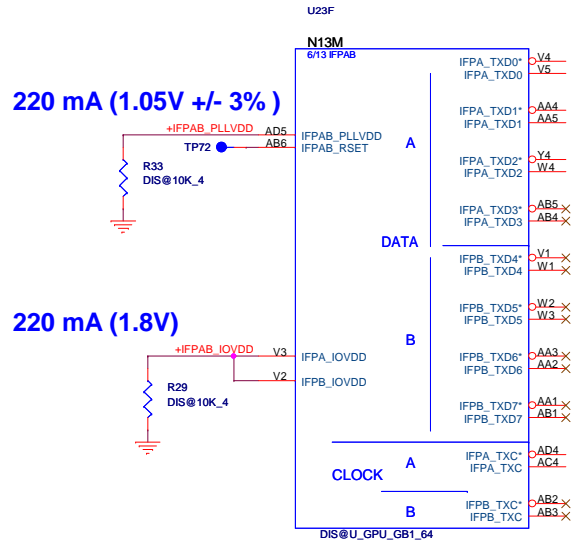 U23F
N13M
6/13 IFPAB
220 mA (1.05V +/- 3% )
+IFPAB_PLLVDD AD5 IFPAB_PLLVDD
TP72 AB6 IFPAB_RSET
R33
DIS@10K_4
220 mA (1.8V)
+IFPAB_IOVDD V3 IFPA_IOVDD
V2 IFPB_IOVDD
R29
DIS@10K_4
A
DATA
B
CLOCK
A
B
IFPA_TXD0* V4
IFPA_TXD0 V5
IFPA_TXD1* AA4
IFPA_TXD1 AA5
IFPA_TXD2* Y4
IFPA_TXD2 W4
IFPA_TXD3* AB5
IFPA_TXD3 AB4
IFPB_TXD4* V1
IFPB_TXD4 W1
IFPB_TXD5* W2
IFPB_TXD5 W3
IFPB_TXD6* AA3
IFPB_TXD6 AA2
IFPB_TXD7* AA1
IFPB_TXD7 AB1
IFPA_TXC* AD4
IFPA_TXC AC4
IFPB_TXC* AB2
IFPB_TXC AB3
DIS@U_GPU_GB1_64